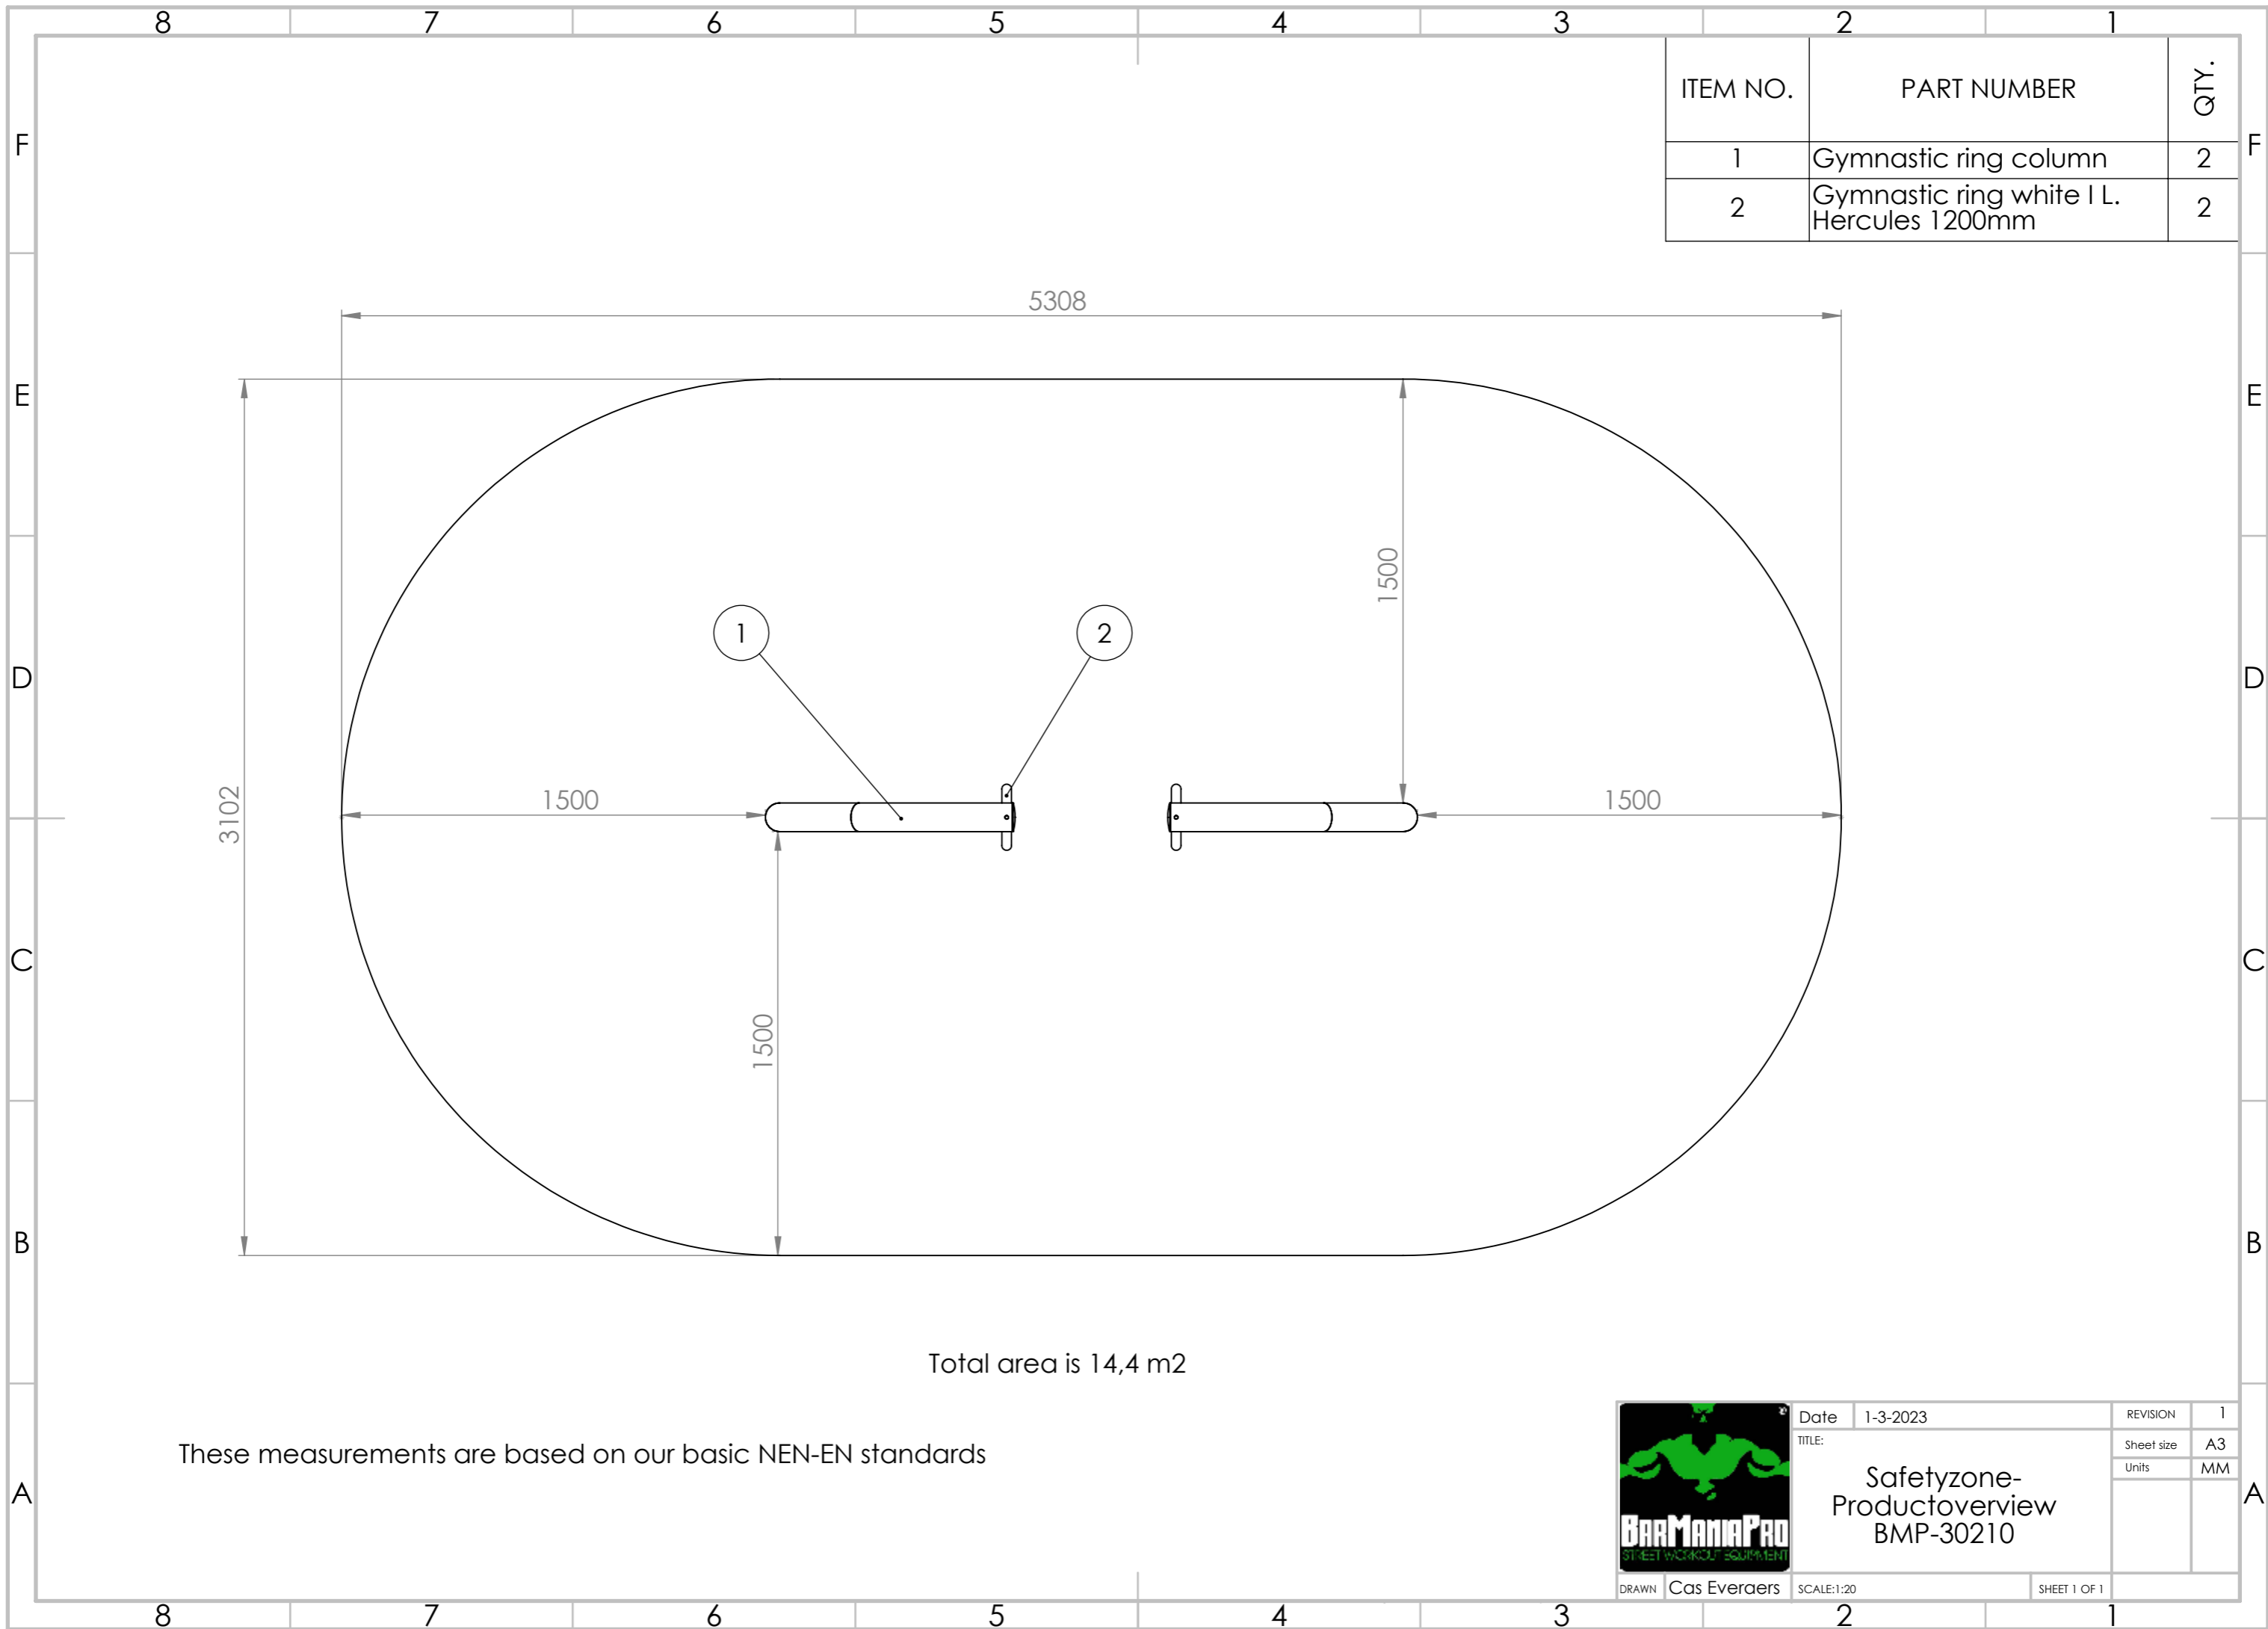 8 7 6 5 4 3 2 1
ITEM NO. PART NUMBER QTY.
1 Gymnastic ring column 2
2 Gymnastic ring white I L. 2
Hercules 1200mm
F F
5308
E E
1500
1 2
D D
1500 1500
3102
C C
1500
B B
Total area is 14,4 m2
These measurements are based on our basic NEN-EN standards
A A
Date 1-3-2023 REVISION 1
TITLE: Sheet size A3
Units MM
Safetyzone-
Productoverview
BMP-30210
BARMANIAPRO
STREET WORKOUT EQUIPMENT
DRAWN Cas Everaers SCALE:1:20 SHEET 1 OF 1
8 7 6 5 4 3 2 1